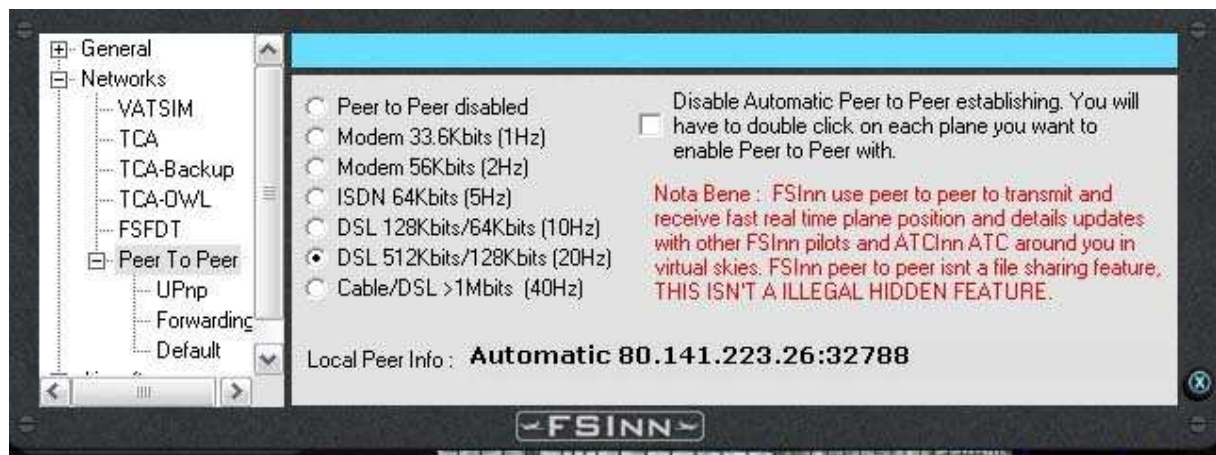 General
Networks
VATSIM
TCA
TCA-Backup
TCA-OWL
FSFDT
Peer To Peer
UPnp
Forwarding
Default
Peer to Peer disabled
Modem 33.6Kbits (1Hz)
Modem 56Kbits (2Hz)
ISDN 64Kbits (5Hz)
DSL 128Kbits/64Kbits (10Hz)
DSL 512Kbits/128Kbits (20Hz)
Cable/DSL >1Mbits (40Hz)
Disable Automatic Peer to Peer establishing. You will
have to double click on each plane you want to
enable Peer to Peer with.
Nota Bene : FSInn use peer to peer to transmit and
receive fast real time plane position and details updates
with other FSInn pilots and ATCInn ATC around you in
virtual skies. FSInn peer to peer isnt a file sharing feature,
THIS ISN'T A ILLEGAL HIDDEN FEATURE.
Local Peer Info : Automatic 80.141.223.26:32788
FSINN